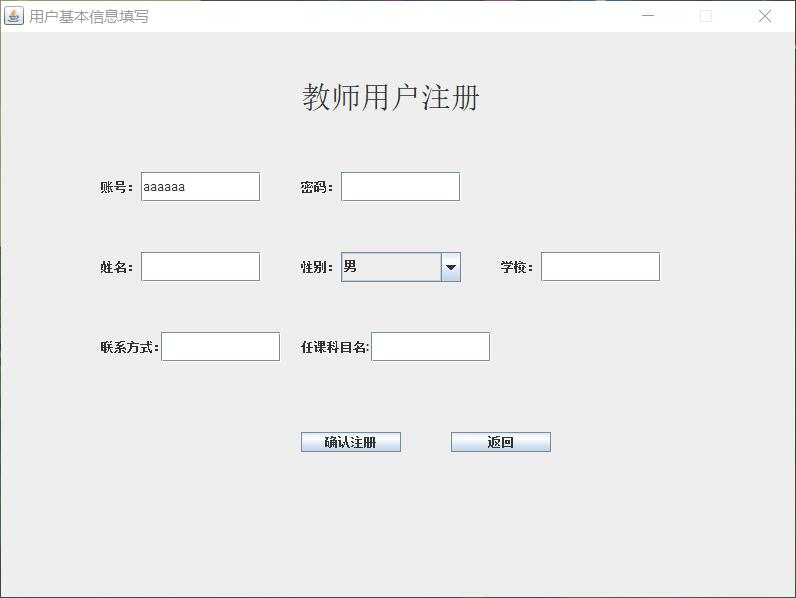 用户基本信息填写
教师用户注册
账号： aaaaaa 密码：
姓名： 性别： 男 学校：
联系方式： 任课科目名:
确认注册 返回